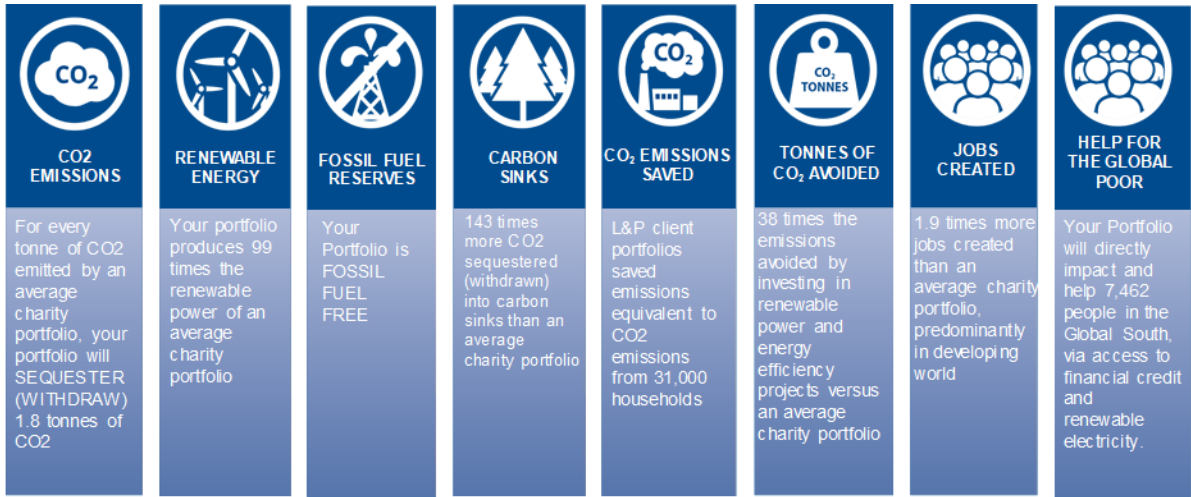 CO₂
CO2
EMISSIONS
For every
tonne of CO2
emitted by an
average
charity
portfolio, your
portfolio will
SEQUESTER
(WITHDRAW)
1.8 tonnes of
CO2
RENEWABLE
ENERGY
Your portfolio
produces 99
times the
renewable
power of an
average
charity
portfolio
FOSSIL FUEL
RESERVES
Your
Portfolio is
FOSSIL
FUEL
FREE
CARBON
SINKS
143 times
more CO2
sequestered
(withdrawn)
into carbon
sinks than an
average
charity portfolio
CO₂
CO₂ EMISSIONS
SAVED
L&P client
portfolios
saved
emissions
equivalent to
CO2
emissions
from 31,000
households
CO₂
TONNES
TONNES OF
CO₂ AVOIDED
38 times the
emissions
avoided by
investing in
renewable
power and
energy
efficiency
projects versus
an average
charity portfolio
JOBS
CREATED
1.9 times more
jobs created
than an
average charity
portfolio,
predominantly
in developing
world
HELP FOR
THE GLOBAL
POOR
Your Portfolio
will directly
impact and
help 7,462
people in the
Global South,
via access to
financial credit
and
renewable
electricity.